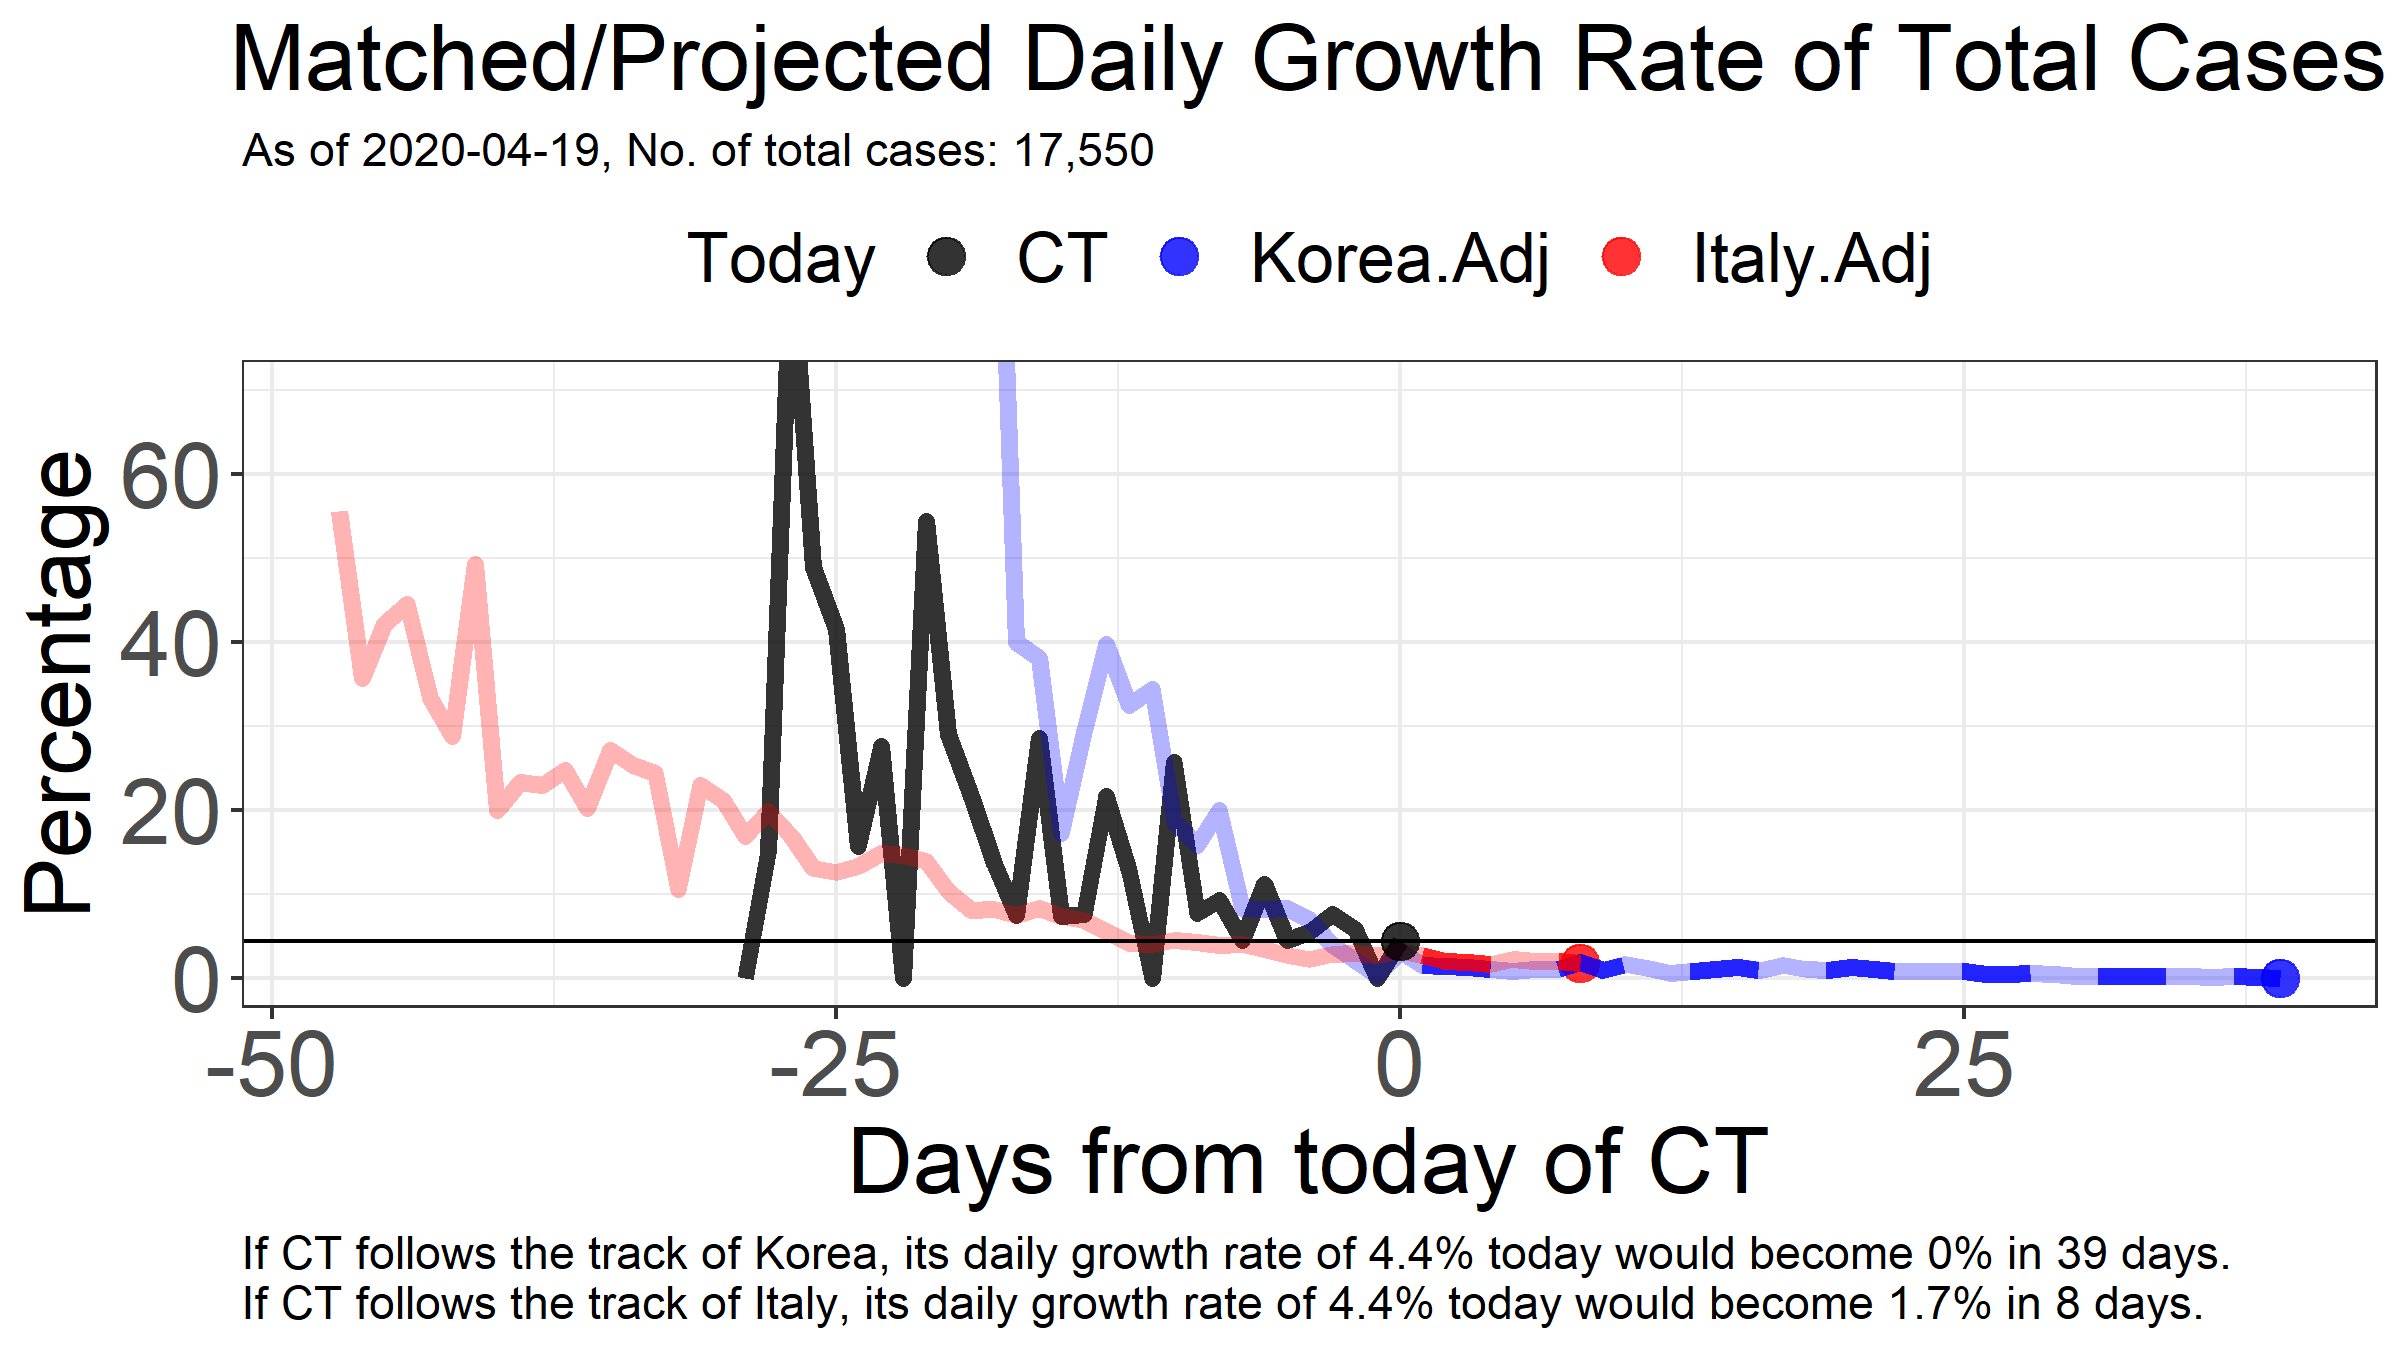 Matched/Projected Daily Growth Rate of Total Cases
As of 2020-04-19, No. of total cases: 17,550
Today CT Korea.Adj Italy.Adj
Percentage
60
40
20
0
-50 -25 0 25
Days from today of CT
If CT follows the track of Korea, its daily growth rate of 4.4% today would become 0% in 39 days.
If CT follows the track of Italy, its daily growth rate of 4.4% today would become 1.7% in 8 days.